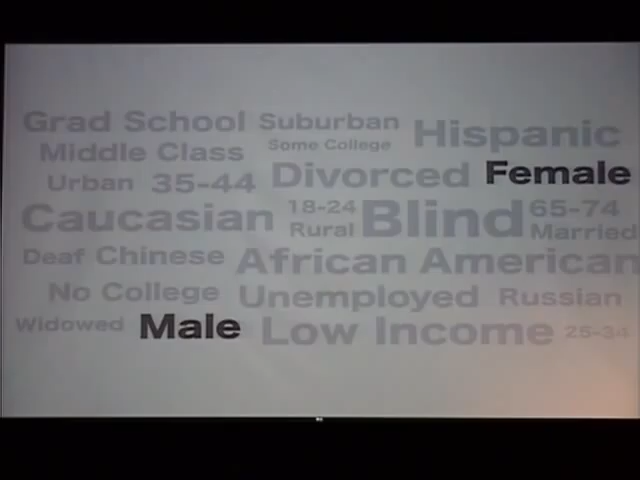 Grad School Suburban Hispanic
Middle Class Some College
Urban 35-44 Divorced Female
Caucasian 18-24 Blind 65-74
Rural Married
Deaf Chinese African American
No College Unemployed Russian
Widowed Male Low Income 25-34